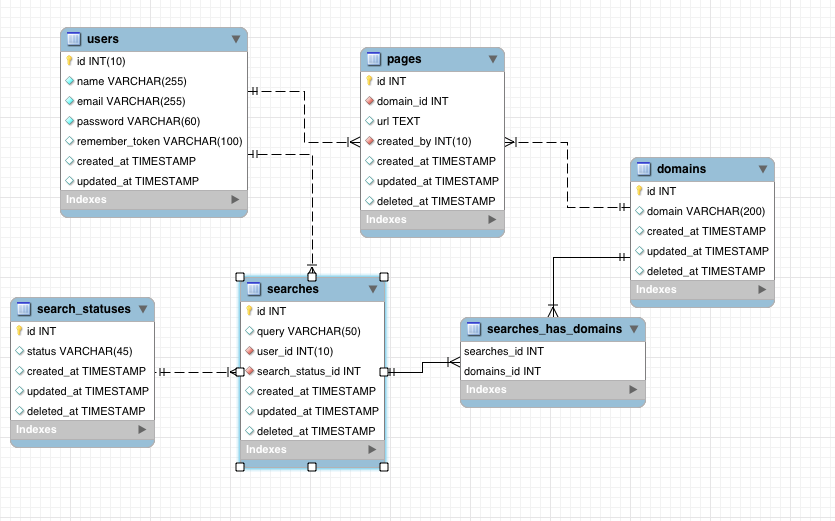 users
id INT(10)
name VARCHAR(255)
email VARCHAR(255)
password VARCHAR(60)
remember_token VARCHAR(100)
created_at TIMESTAMP
updated_at TIMESTAMP
Indexes
pages
id INT
domain_id INT
url TEXT
created_by INT(10)
created_at TIMESTAMP
updated_at TIMESTAMP
deleted_at TIMESTAMP
Indexes
domains
id INT
domain VARCHAR(200)
created_at TIMESTAMP
updated_at TIMESTAMP
deleted_at TIMESTAMP
Indexes
search_statuses
id INT
status VARCHAR(45)
created_at TIMESTAMP
updated_at TIMESTAMP
deleted_at TIMESTAMP
Indexes
searches
id INT
query VARCHAR(50)
user_id INT(10)
search_status_id INT
created_at TIMESTAMP
updated_at TIMESTAMP
deleted_at TIMESTAMP
Indexes
searches_has_domains
searches_id INT
domains_id INT
Indexes